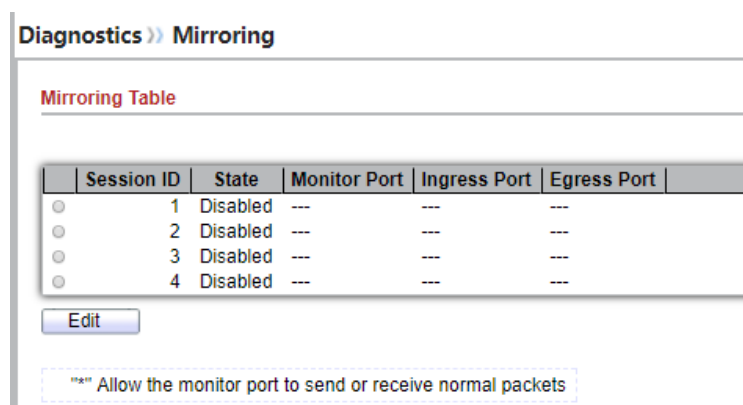 Diagnostics » Mirroring
Mirroring Table
Session ID State Monitor Port Ingress Port Egress Port
1 Disabled --- --- ---
2 Disabled --- --- ---
3 Disabled --- --- ---
4 Disabled --- --- ---
Edit
"*" Allow the monitor port to send or receive normal packets